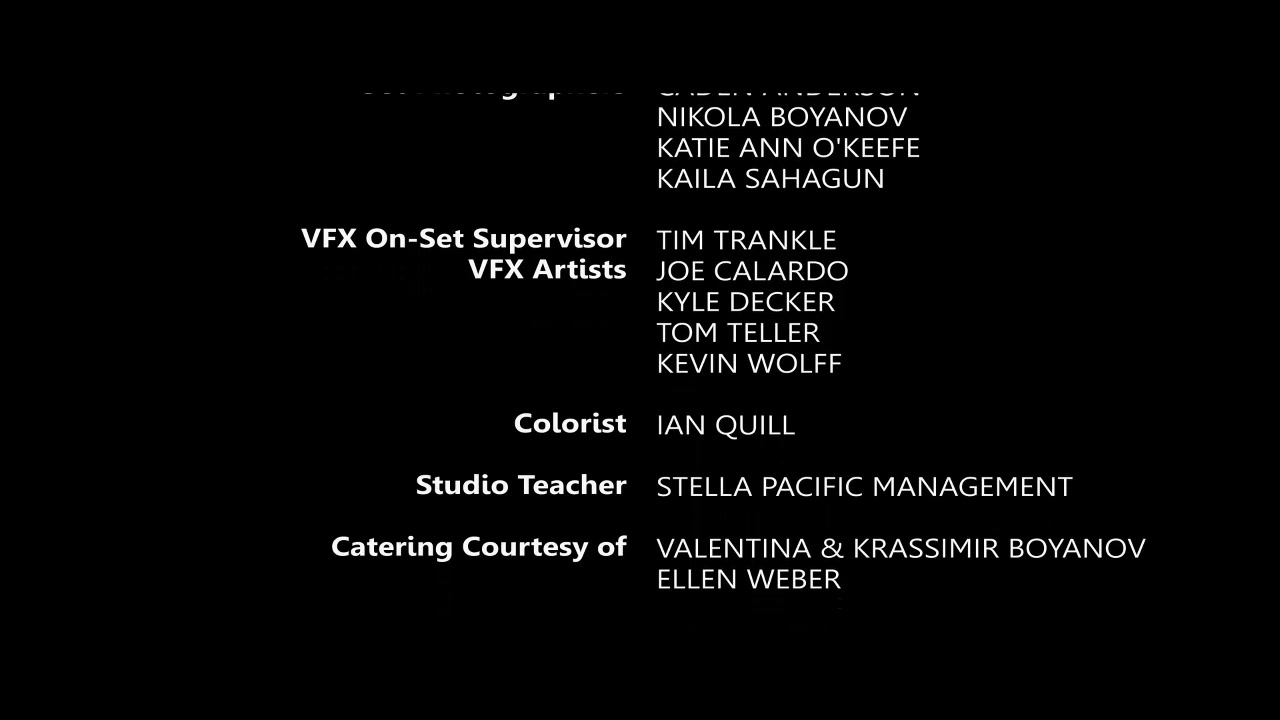 CADEN ANDERSON
NIKOLA BOYANOV
KATIE ANN O'KEEFE
KAILA SAHAGUN
VFX On-Set Supervisor TIM TRANKLE
VFX Artists JOE CALARDO
KYLE DECKER
TOM TELLER
KEVIN WOLFF
Colorist IAN QUILL
Studio Teacher STELLA PACIFIC MANAGEMENT
Catering Courtesy of VALENTINA & KRASSIMIR BOYANOV
ELLEN WEBER